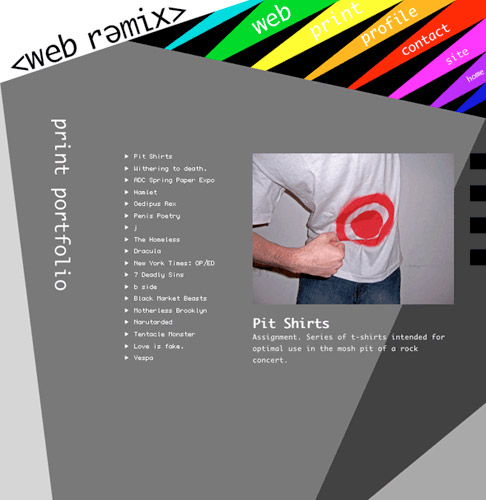 <web rəmix>
web
print
profile
contact
site
home
print portfolio
Pit Shirts
Withering to death.
ADC Spring Paper Expo
Hamlet
Oedipus Rex
Penis Poetry
j
The Homeless
Dracula
New York Times: OP/ED
7 Deadly Sins
b side
Black Market Beasts
Motherless Brooklyn
Narutarded
Tentacle Monster
Love is fake.
Vespa
Pit Shirts
Assignment. Series of t-shirts intended for
optimal use in the mosh pit of a rock
concert.